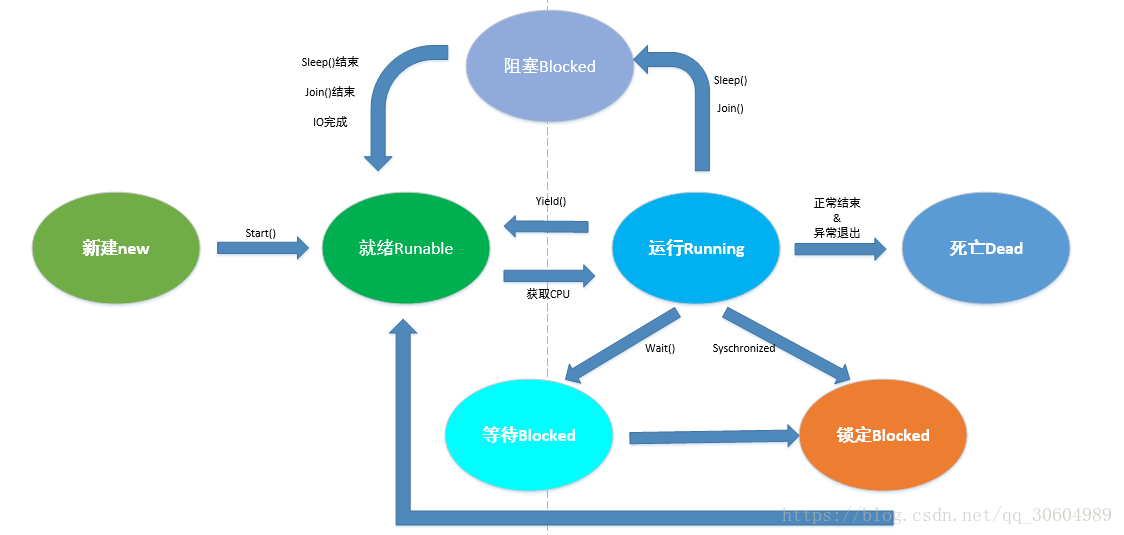 阻塞Blocked
Sleep()结束
Join()结束
IO完成
Sleep()
Join()
新建new
Start()
就绪Runable
Yield()
获取CPU
运行Running
正常结束
&
异常退出
死亡Dead
Wait()
Syschronized
等待Blocked
锁定Blocked
https://blog.csdn.net/qq_30604989